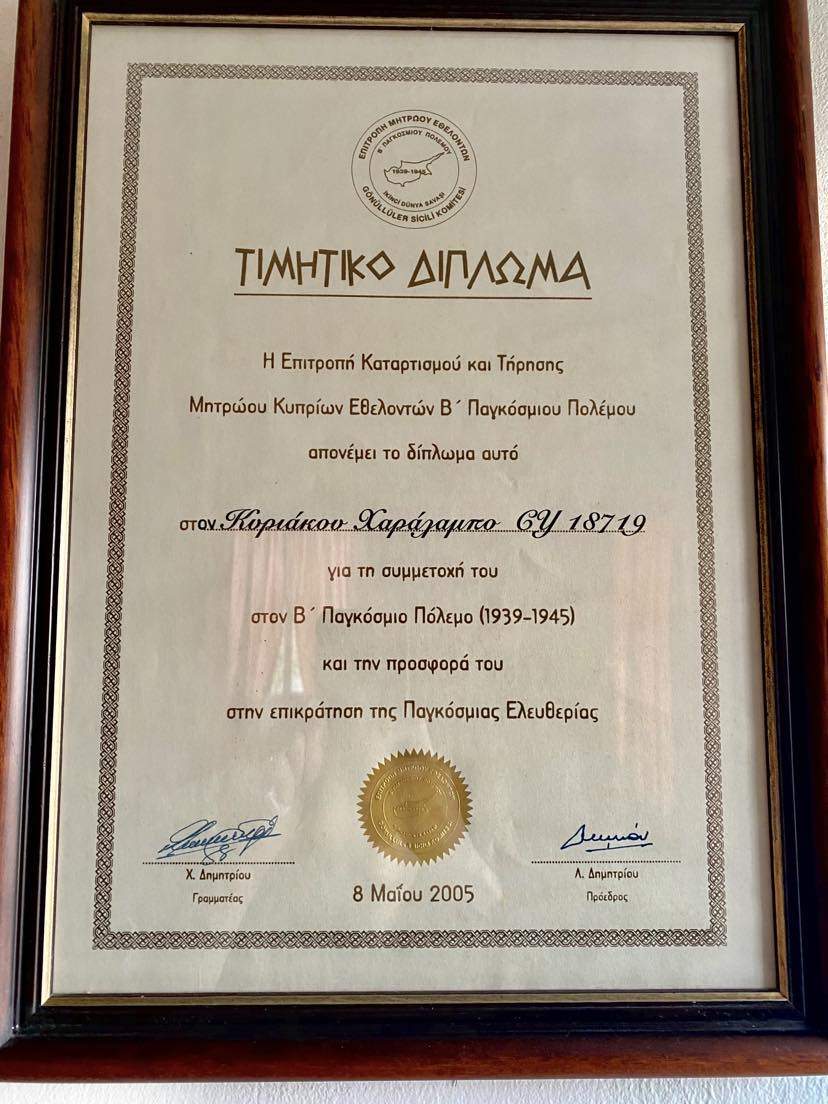 ΕΠΙΤΡΟΠΗ ΜΗΤΡΩΟΥ ΕΘΕΛΟΝΤΩΝ
Β΄ ΠΑΓΚΟΣΜΙΟΥ ΠΟΛΕΜΟΥ
1939-1945
İKİNCİ DÜNYA SAVAŞI
GÖNÜLLÜLER SİCİLİ KOMİTESİ
ΤΙΜΗΤΙΚΟ ΔΙΠΛΩΜΑ
Η Επιτροπή Καταρτισμού και Τήρησης
Μητρώου Κυπρίων Εθελοντών Β΄ Παγκόσμιου Πολέμου
απονέμει το δίπλωμα αυτό
στον Κυριάκου Χαράλαμπο CY 18719
για τη συμμετοχή του
στον Β΄ Παγκόσμιο Πόλεμο (1939-1945)
και την προσφορά του
στην επικράτηση της Παγκόσμιας Ελευθερίας
Χ. Δημητρίου
Γραμματέας
8 Μαΐου 2005
Λ. Δημητρίου
Πρόεδρος